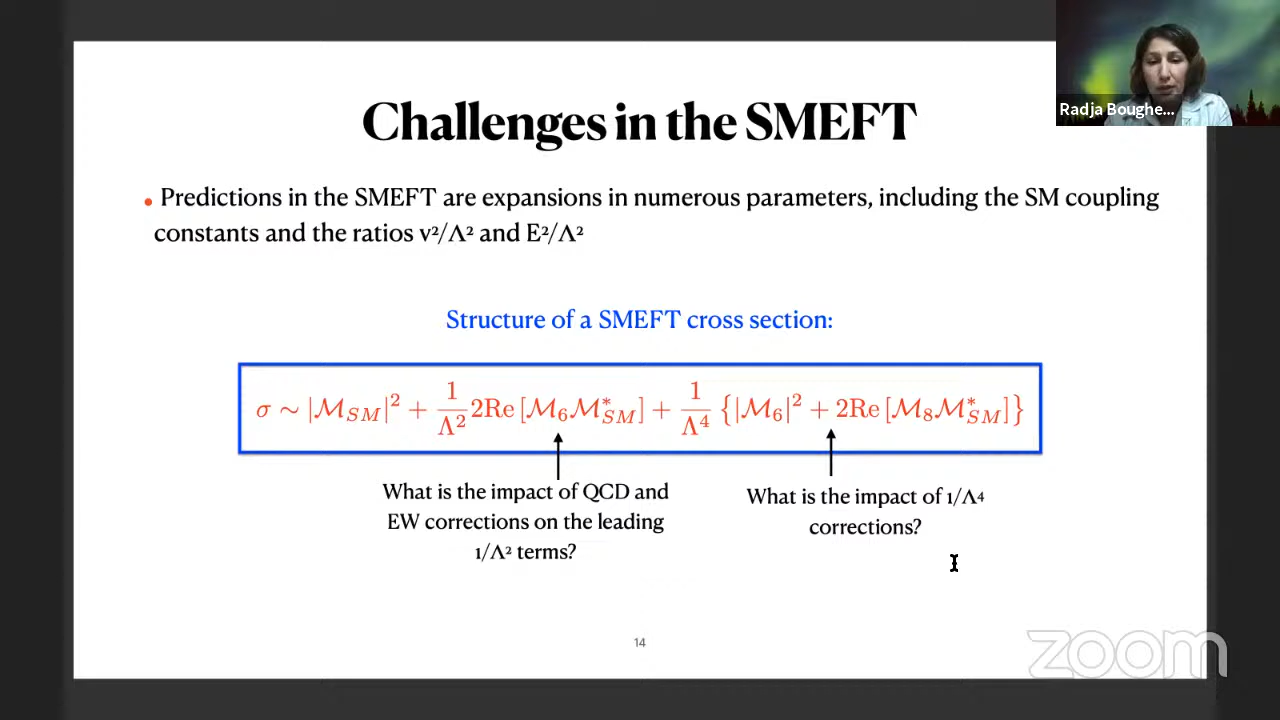 Radja Boughe...
Challenges in the SMEFT
• Predictions in the SMEFT are expansions in numerous parameters, including the SM coupling
constants and the ratios v²/Λ² and E²/Λ²
Structure of a SMEFT cross section:
σ ∼ |ℳ_SM|² + 1/Λ² 2Re [ℳ₆ℳ*_SM] + 1/Λ⁴ {|ℳ₆|² + 2Re [ℳ₈ℳ*_SM]}
What is the impact of QCD and
EW corrections on the leading
1/Λ² terms?
What is the impact of 1/Λ⁴
corrections?
14
zoom